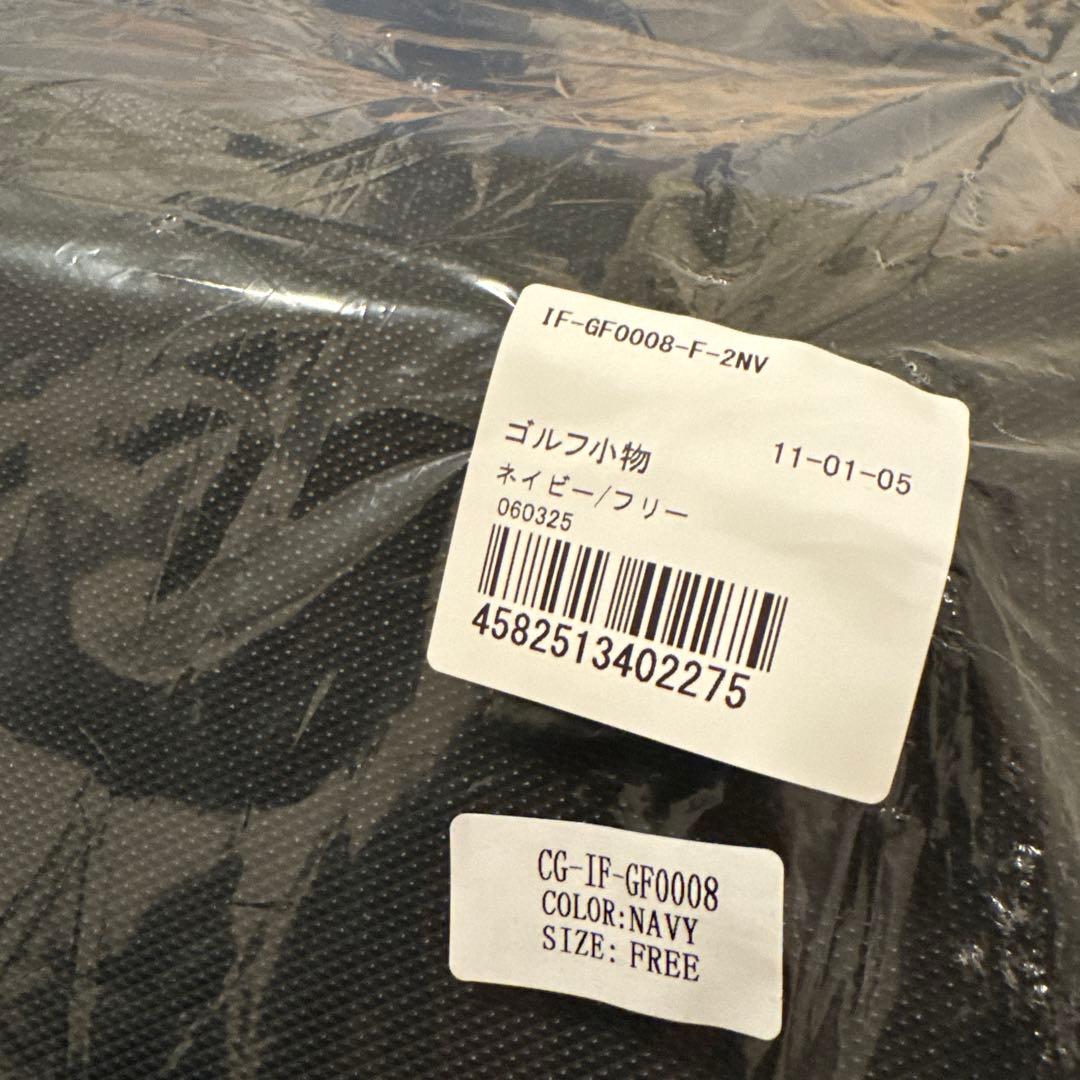 IF-GF0008-F-2NV
ゴルフ小物 11-01-05
ネイビー/フリー
060325
4582513402275
CG-IF-GF0008
COLOR:NAVY
SIZE: FREE